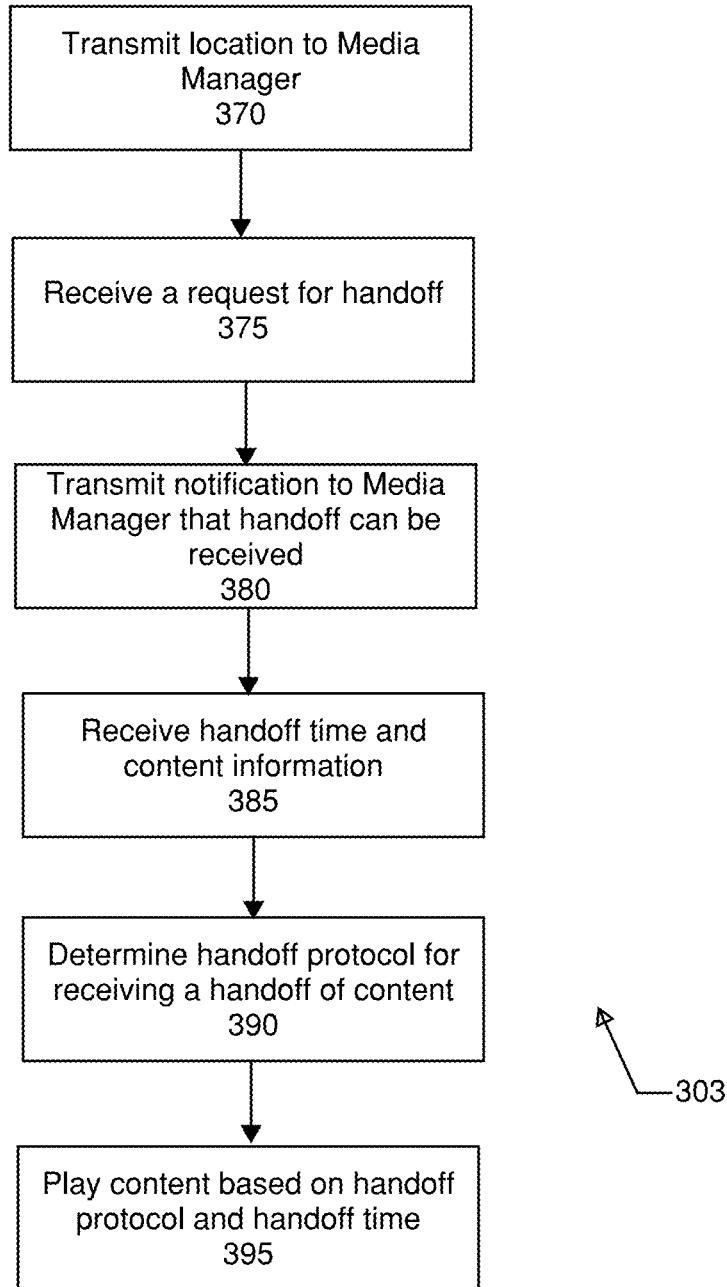 Transmit location to Media
Manager
370
Receive a request for handoff
375
Transmit notification to Media
Manager that handoff can be
received
380
Receive handoff time and
content information
385
Determine handoff protocol for
receiving a handoff of content
390
303
Play content based on handoff
protocol and handoff time
395